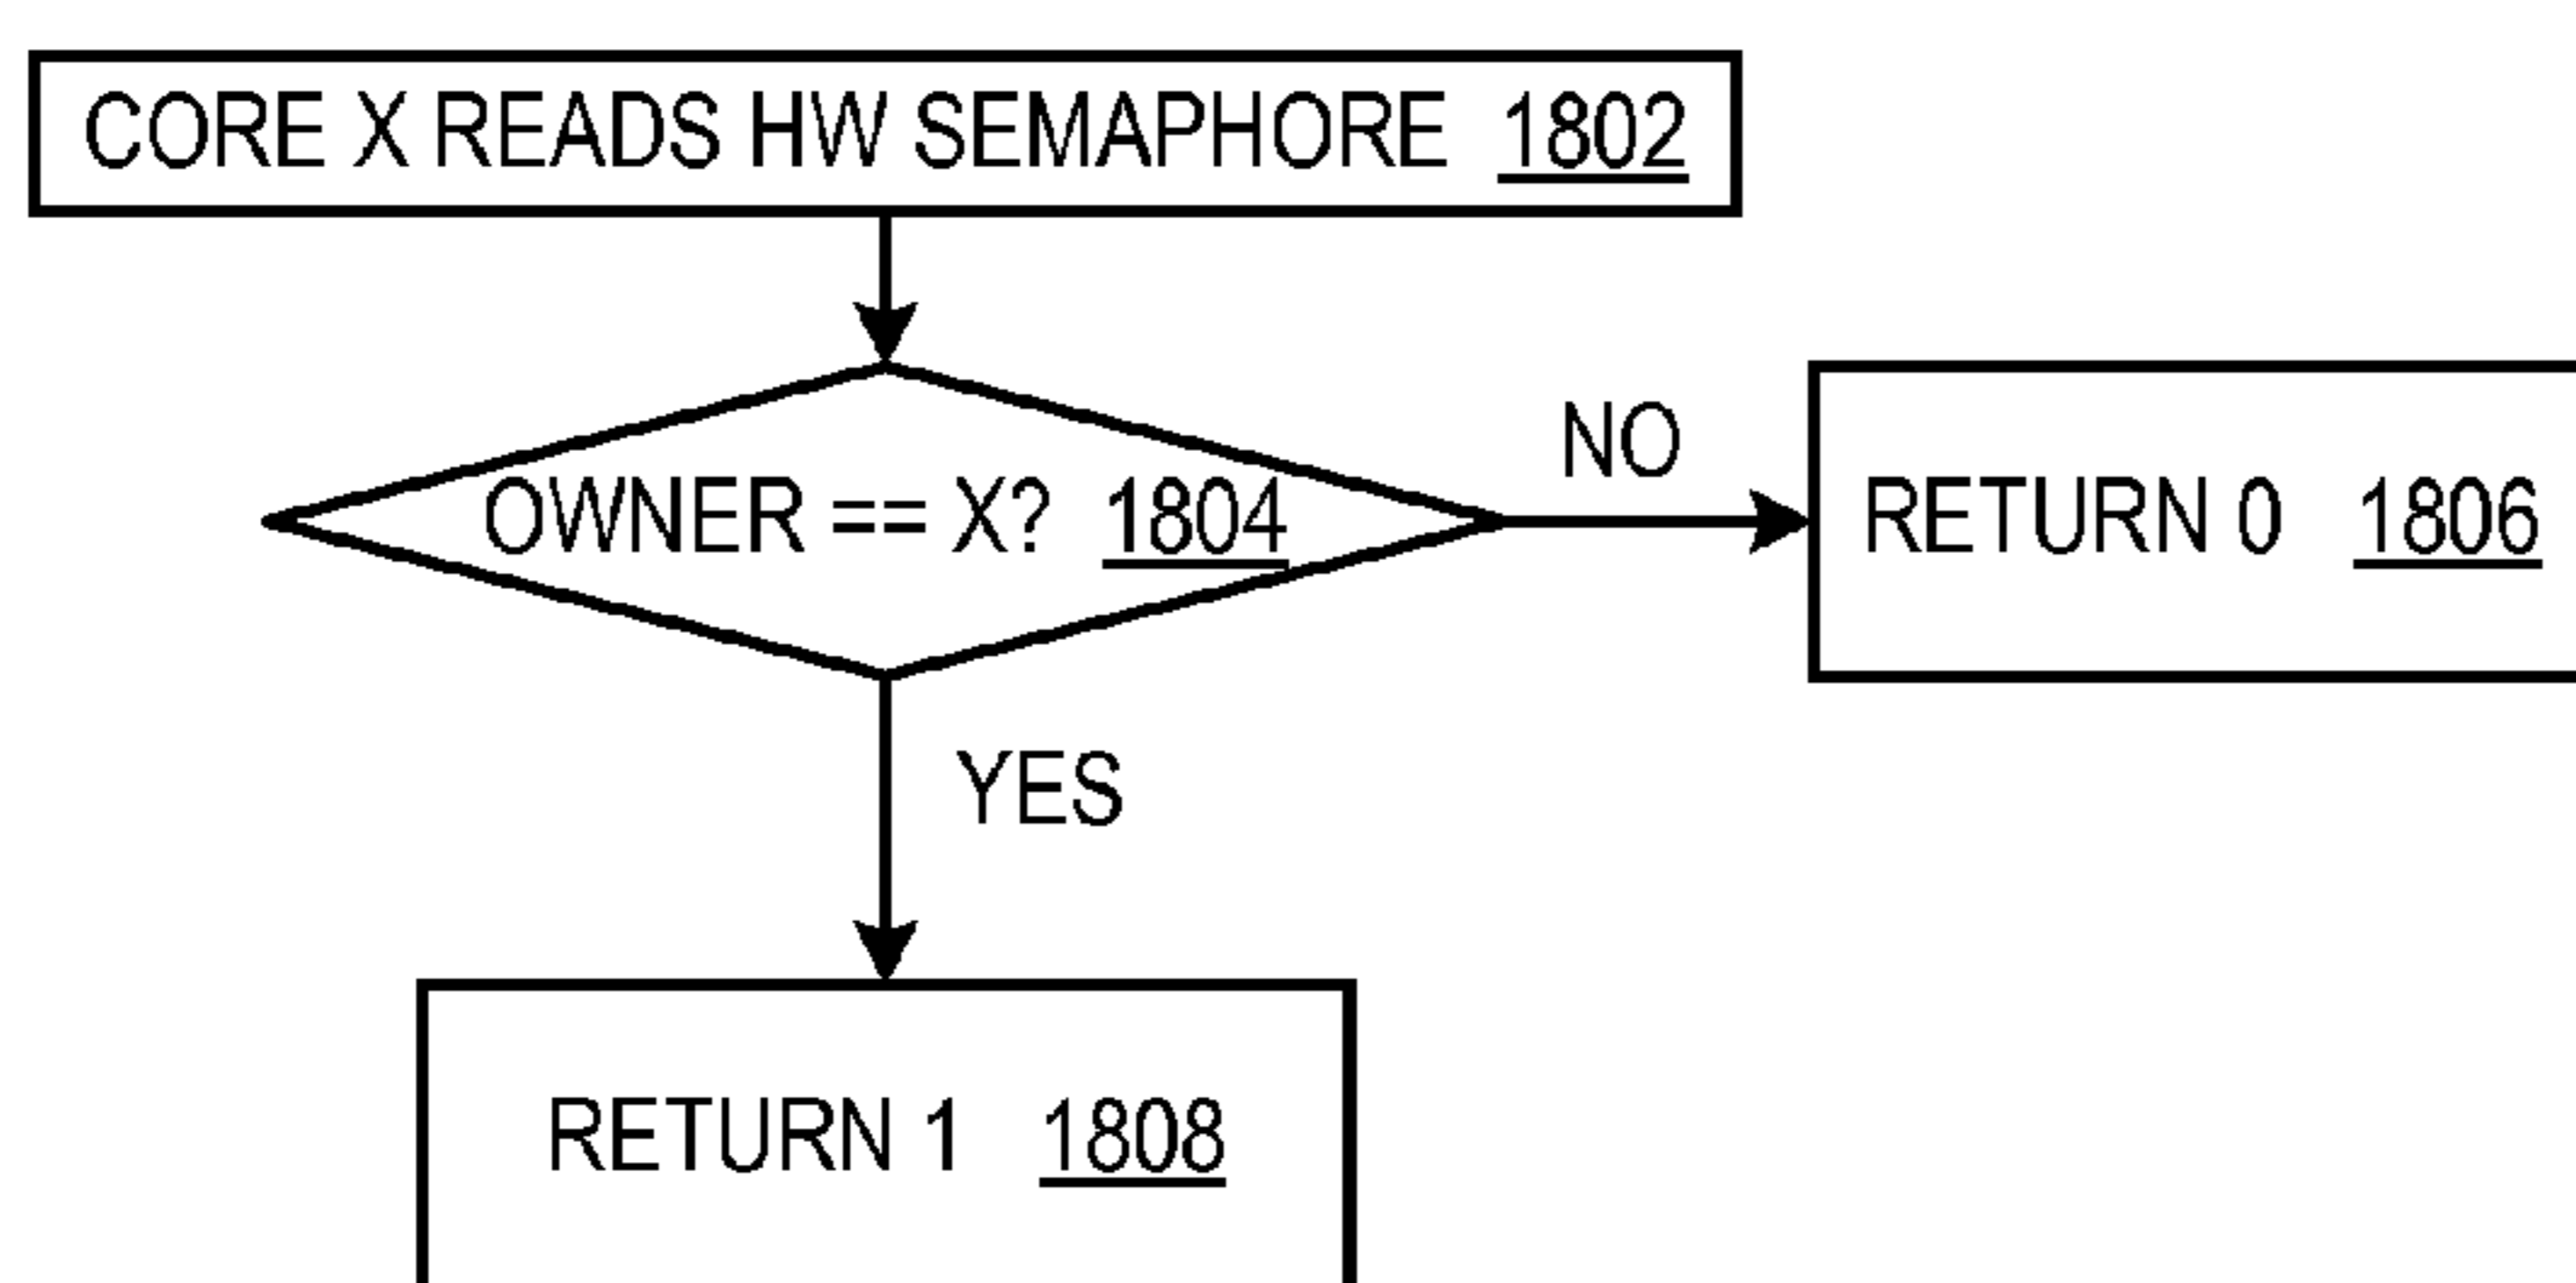 CORE X READS HW SEMAPHORE 1802
NO
OWNER == X? 1804
RETURN 0 1806
YES
RETURN 1 1808